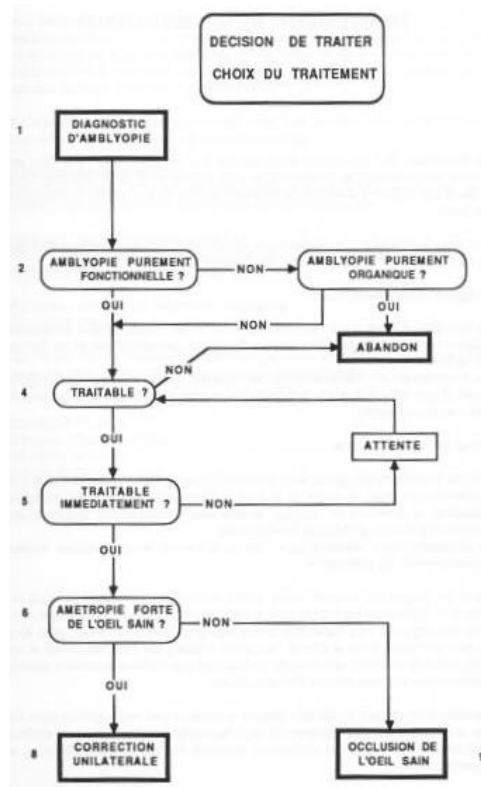 DECISION DE TRAITER
CHOIX DU TRAITEMENT
1
DIAGNOSTIC
D'AMBLYOPIE
2
AMBLYOPIE PUREMENT
FONCTIONNELLE ?
NON
AMBLYOPIE PUREMENT
ORGANIQUE ?
OUI
OUI
NON
ABANDON
NON
4
TRAITABLE ?
OUI
ATTENTE
5
TRAITABLE
IMMEDIATEMENT ?
NON
OUI
6
AMETROPIE FORTE
DE L'OEIL SAIN ?
NON
OUI
8
CORRECTION
UNILATERALE
OCCLUSION DE
L'OEIL SAIN